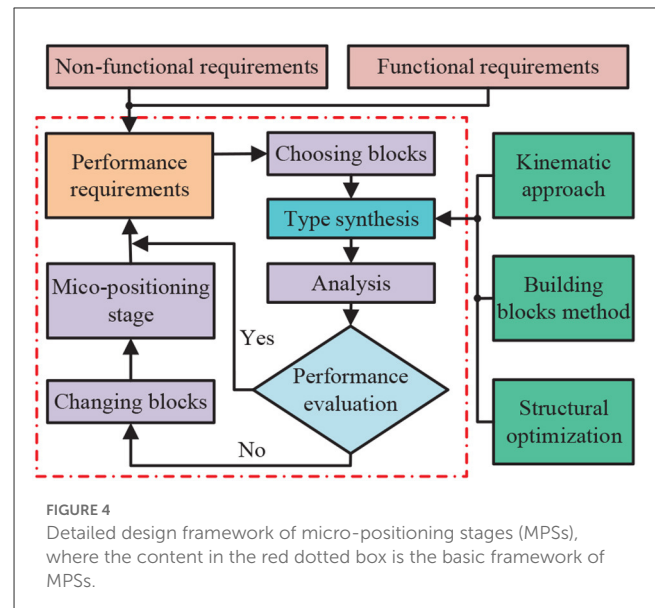 Non-functional requirements
Functional requirements
Performance
requirements
Choosing blocks
Kinematic
approach
Type synthesis
Mico-positioning
stage
Analysis
Building
blocks method
Yes
Performance
evaluation
Changing blocks
No
Structural
optimization
FIGURE 4
Detailed design framework of micro-positioning stages (MPSs),
where the content in the red dotted box is the basic framework of
MPSs.